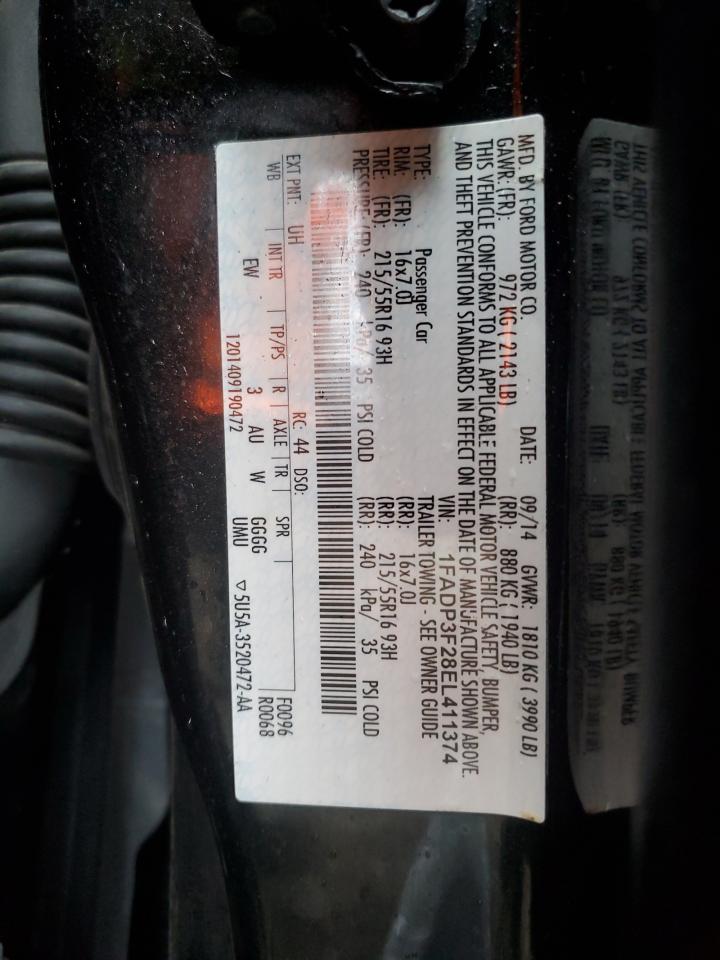 MFD. BY FORD MOTOR CO. DATE: 09/14 GVWR: 1810 KG ( 3990 LB)
GAWR: (FR): 972 KG ( 2143 LB) (RR): 880 KG ( 1940 LB)
THIS VEHICLE CONFORMS TO ALL APPLICABLE FEDERAL MOTOR VEHICLE SAFETY, BUMPER,
AND THEFT PREVENTION STANDARDS IN EFFECT ON THE DATE OF MANUFACTURE SHOWN ABOVE.
VIN: 1FADP3F28EL411374
TYPE: Passenger Car TRAILER TOWING - SEE OWNER GUIDE
RIM: (FR): 16x7.0J (RR): 16x7.0J
TIRE: (FR): 215/55R16 93H (RR): 215/55R16 93H
PRESSURE (FR): 240 kPa/ 35 PSI COLD (RR): 240 kPa/ 35 PSI COLD
EXT PNT: UH RC: 44 DSO: F0096
WB INT TR TP/PS R AXLE TR SPR R0068
EW 3 AU W GGGG
UMU
1201409190472 ▽5U5A-3520472-AA